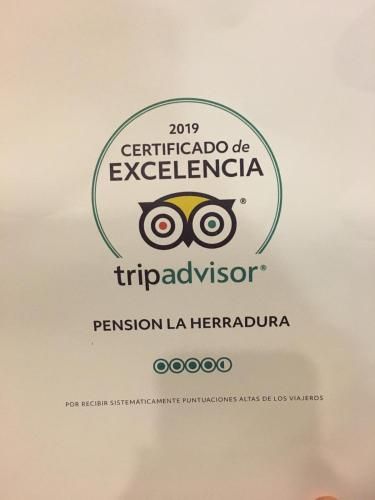 2019
CERTIFICADO de
EXCELENCIA
®
tripadvisor®
PENSION LA HERRADURA
POR RECIBIR SISTEMÁTICAMENTE PUNTUACIONES ALTAS DE LOS VIAJEROS